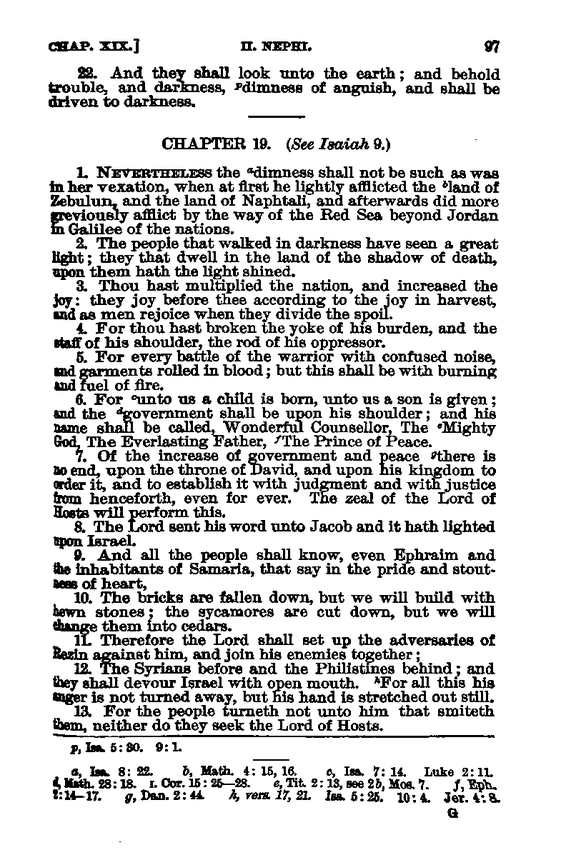 CHAP. XIX.] II. NEPHI. 97
22. And they shall look unto the earth; and behold
trouble, and darkness, ᵖdimness of anguish, and shall be
driven to darkness.
CHAPTER 19. (See Isaiah 9.)
1. NEVERTHELESS the ᵃdimness shall not be such as was
in her vexation, when at first he lightly afflicted the ᵇland of
Zebulun, and the land of Naphtali, and afterwards did more
greviously afflict by the way of the Red Sea beyond Jordan
in Galilee of the nations.
2. The people that walked in darkness have seen a great
light; they that dwell in the land of the shadow of death,
upon them hath the light shined.
3. Thou hast multiplied the nation, and increased the
joy: they joy before thee according to the joy in harvest,
and as men rejoice when they divide the spoil.
4. For thou hast broken the yoke of his burden, and the
staff of his shoulder, the rod of his oppressor.
5. For every battle of the warrior with confused noise,
and garments rolled in blood; but this shall be with burning
and fuel of fire.
6. For ᶜunto us a child is born, unto us a son is given;
and the ᵈgovernment shall be upon his shoulder; and his
name shall be called, Wonderful Counsellor, The ᵉMighty
God, The Everlasting Father, ᶠThe Prince of Peace.
7. Of the increase of government and peace ᵍthere is
no end, upon the throne of David, and upon his kingdom to
order it, and to establish it with judgment and with justice
from henceforth, even for ever. The zeal of the Lord of
Hosts will perform this.
8. The Lord sent his word unto Jacob and it hath lighted
upon Israel.
9. And all the people shall know, even Ephraim and
the inhabitants of Samaria, that say in the pride and stout-
ness of heart,
10. The bricks are fallen down, but we will build with
hewn stones; the sycamores are cut down, but we will
change them into cedars.
11. Therefore the Lord shall set up the adversaries of
Rezin against him, and join his enemies together;
12. The Syrians before and the Philistines behind; and
they shall devour Israel with open mouth. ʰFor all this his
anger is not turned away, but his hand is stretched out still.
13. For the people turneth not unto him that smiteth
them, neither do they seek the Lord of Hosts.
p, Isa. 5:30. 9:1.
a, Isa. 8:22. b, Math. 4:15, 16. c, Isa. 7:14. Luke 2:11.
d, Math. 28:18. 1. Cor. 15:25—28. e, Tit. 2:13, see 2b, Mos. 7. f, Eph.
2:14—17. g, Dan. 2:44. h, vers. 17, 21. Isa. 5:25. 10:4. Jer. 4:8.
G